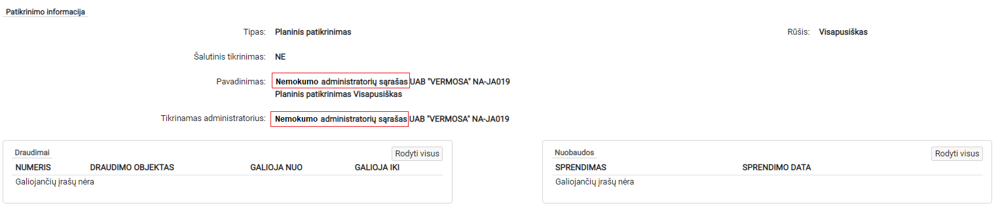 Patikrinimo informacija
Tipas: Planinis patikrinimas Rūšis: Visapusiškas
Šalutinis tikrinimas: NE
Pavadinimas: Nemokumo administratorių sąrašas UAB "VERMOSA" NA-JA019
Planinis patikrinimas Visapusiškas
Tikrinamas administratorius: Nemokumo administratorių sąrašas UAB "VERMOSA" NA-JA019
Draudimai Rodyti visus
NUMERIS DRAUDIMO OBJEKTAS GALIOJA NUO GALIOJA IKI
Galiojančių įrašų nėra
Nuobaudos Rodyti visus
SPRENDIMAS SPRENDIMO DATA
Galiojančių įrašų nėra